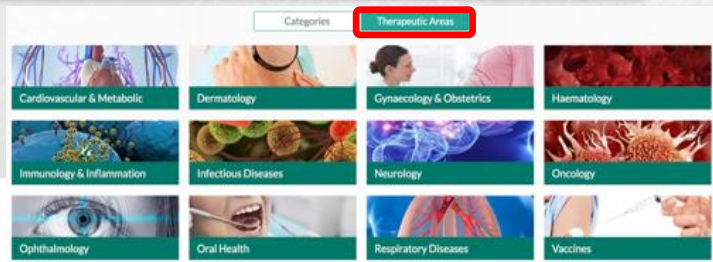 Categories
Therapeutic Areas
Cardiovascular & Metabolic
Dermatology
Gynaecology & Obstetrics
Haematology
Immunology & Inflammation
Infectious Diseases
Neurology
Oncology
Ophthalmology
Oral Health
Respiratory Diseases
Vaccines